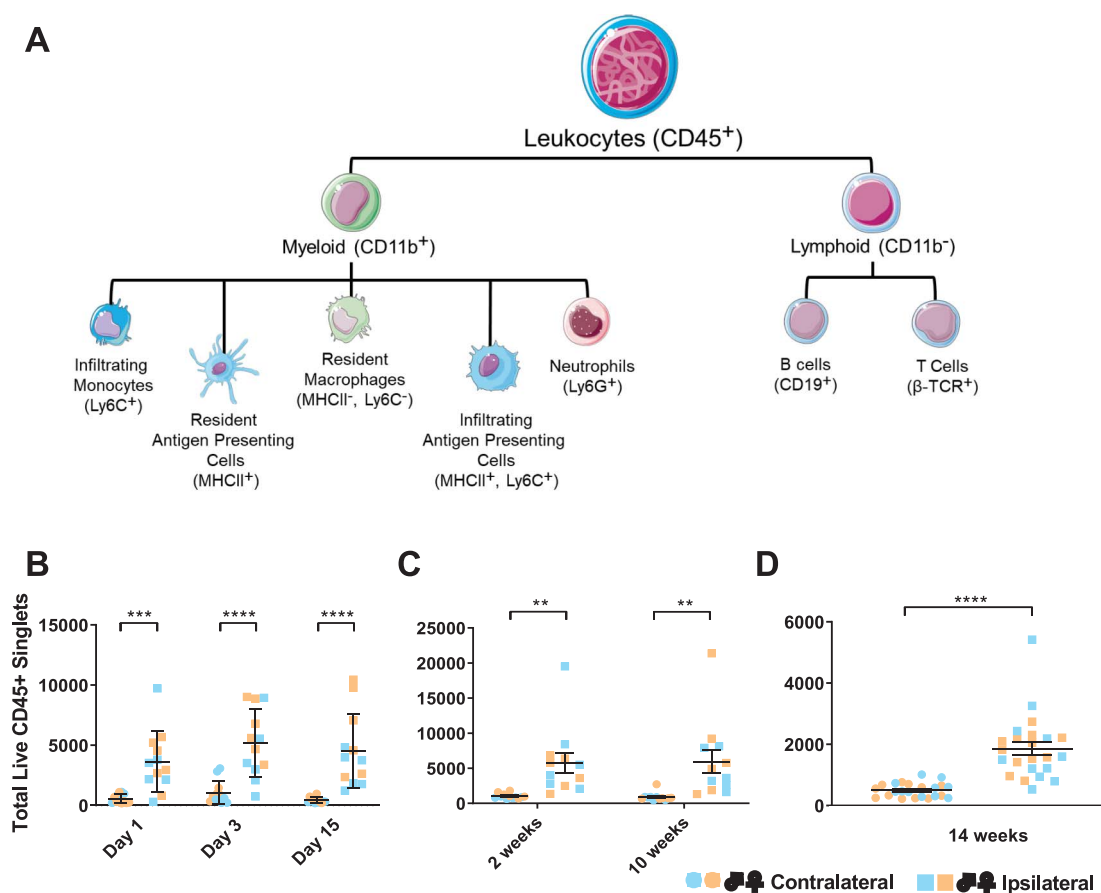 A
Leukocytes (CD45+)
Myeloid (CD11b+)
Lymphoid (CD11b-)
Infiltrating
Monocytes
(Ly6C+)
Resident
Antigen Presenting
Cells
(MHCII+)
Resident
Macrophages
(MHCII-, Ly6C-)
Infiltrating
Antigen Presenting
Cells
(MHCII+, Ly6C+)
Neutrophils
(Ly6G+)
B cells
(CD19+)
T Cells
(β-TCR+)
B
Total Live CD45+ Singlets
15000
10000
5000
0
***
****
****
Day 1
Day 3
Day 15
C
25000
20000
15000
10000
5000
0
**
**
2 weeks
10 weeks
D
6000
4000
2000
0
****
14 weeks
♂♀ Contralateral
♂♀ Ipsilateral